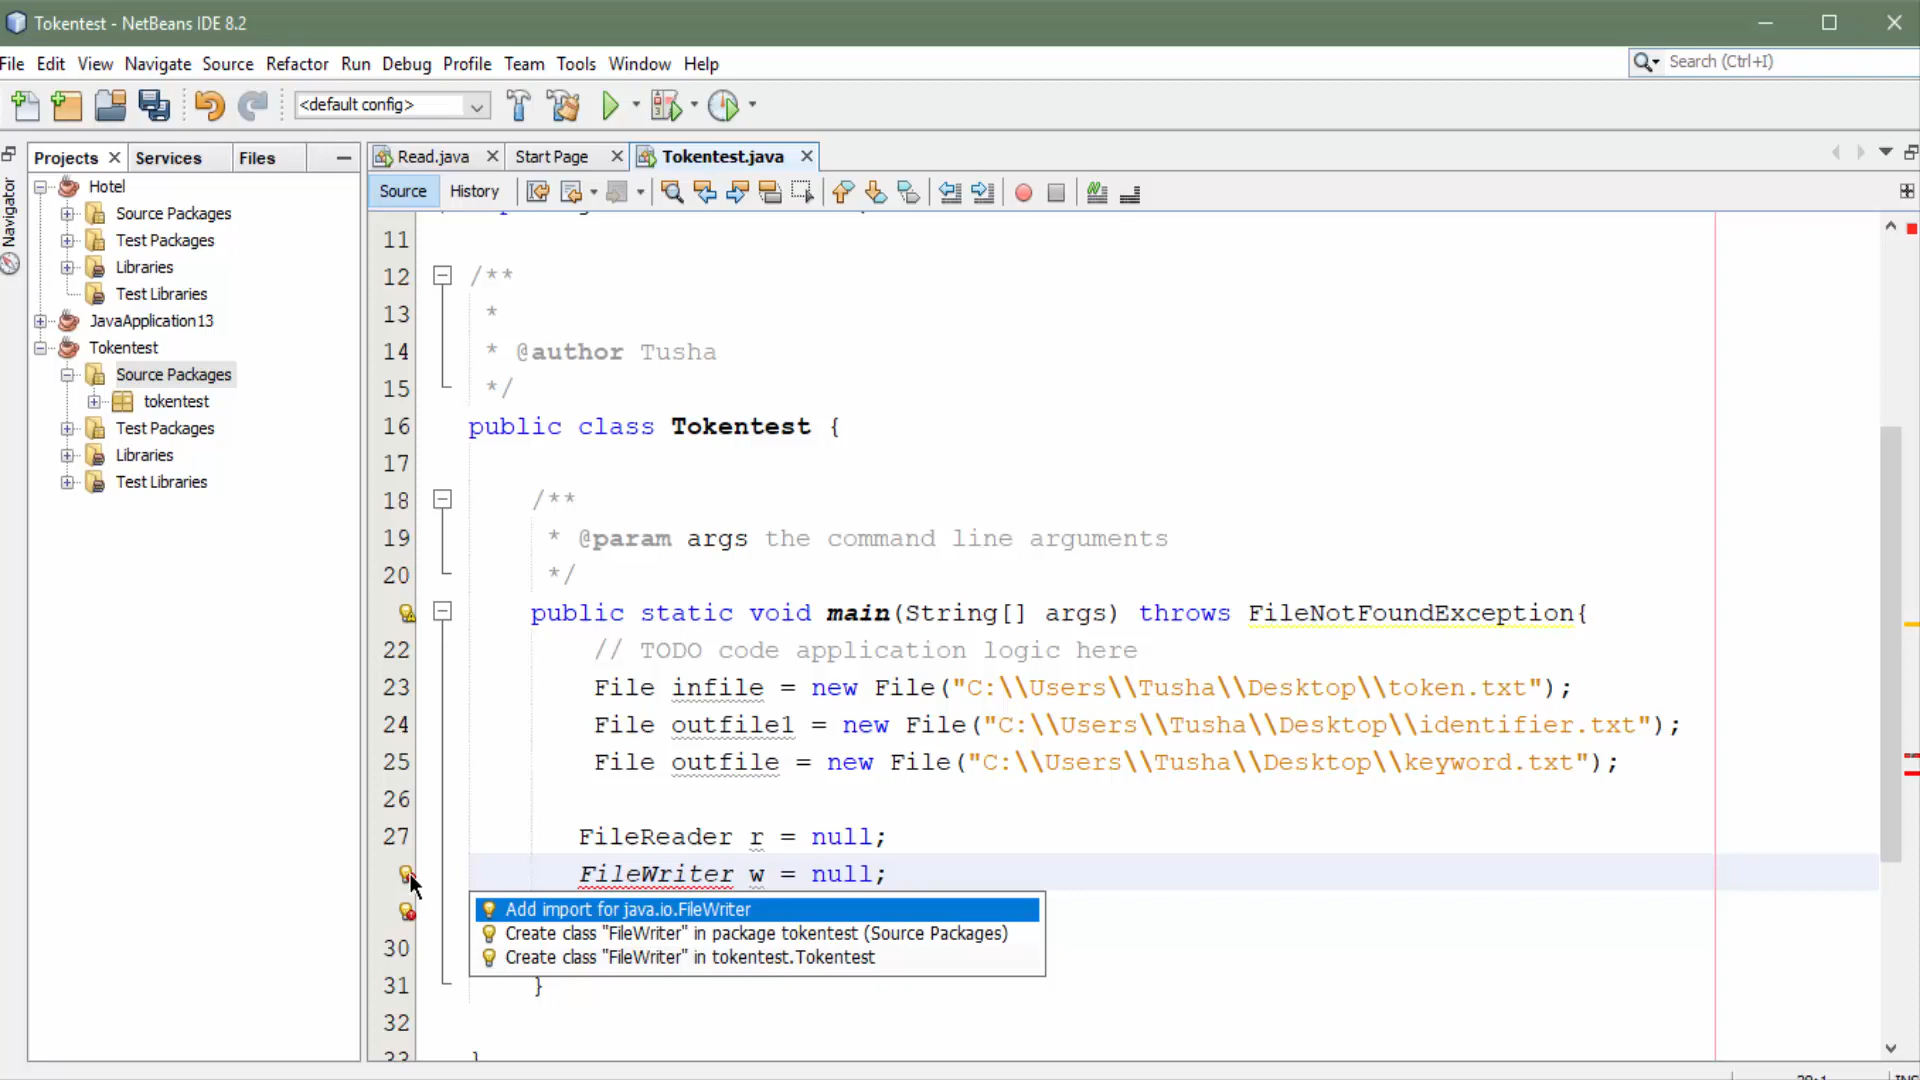 Tokentest - NetBeans IDE 8.2
File Edit View Navigate Source Refactor Run Debug Profile Team Tools Window Help
Search (Ctrl+I)
<default config>
Projects Services Files
Navigator
Hotel
Source Packages
Test Packages
Libraries
Test Libraries
JavaApplication13
Tokentest
Source Packages
tokentest
Test Packages
Libraries
Test Libraries
Read.java Start Page Tokentest.java
Source History
11
12 /**
13 *
14 * @author Tusha
15 */
16 public class Tokentest {
17
18 /**
19 * @param args the command line arguments
20 */
public static void main(String[] args) throws FileNotFoundException{
22 // TODO code application logic here
23 File infile = new File("C:\\Users\\Tusha\\Desktop\\token.txt");
24 File outfile1 = new File("C:\\Users\\Tusha\\Desktop\\identifier.txt");
25 File outfile = new File("C:\\Users\\Tusha\\Desktop\\keyword.txt");
26
27 FileReader r = null;
FileWriter w = null;
Add import for java.io.FileWriter
Create class "FileWriter" in package tokentest (Source Packages)
Create class "FileWriter" in tokentest.Tokentest
30
31 }
32
33 }